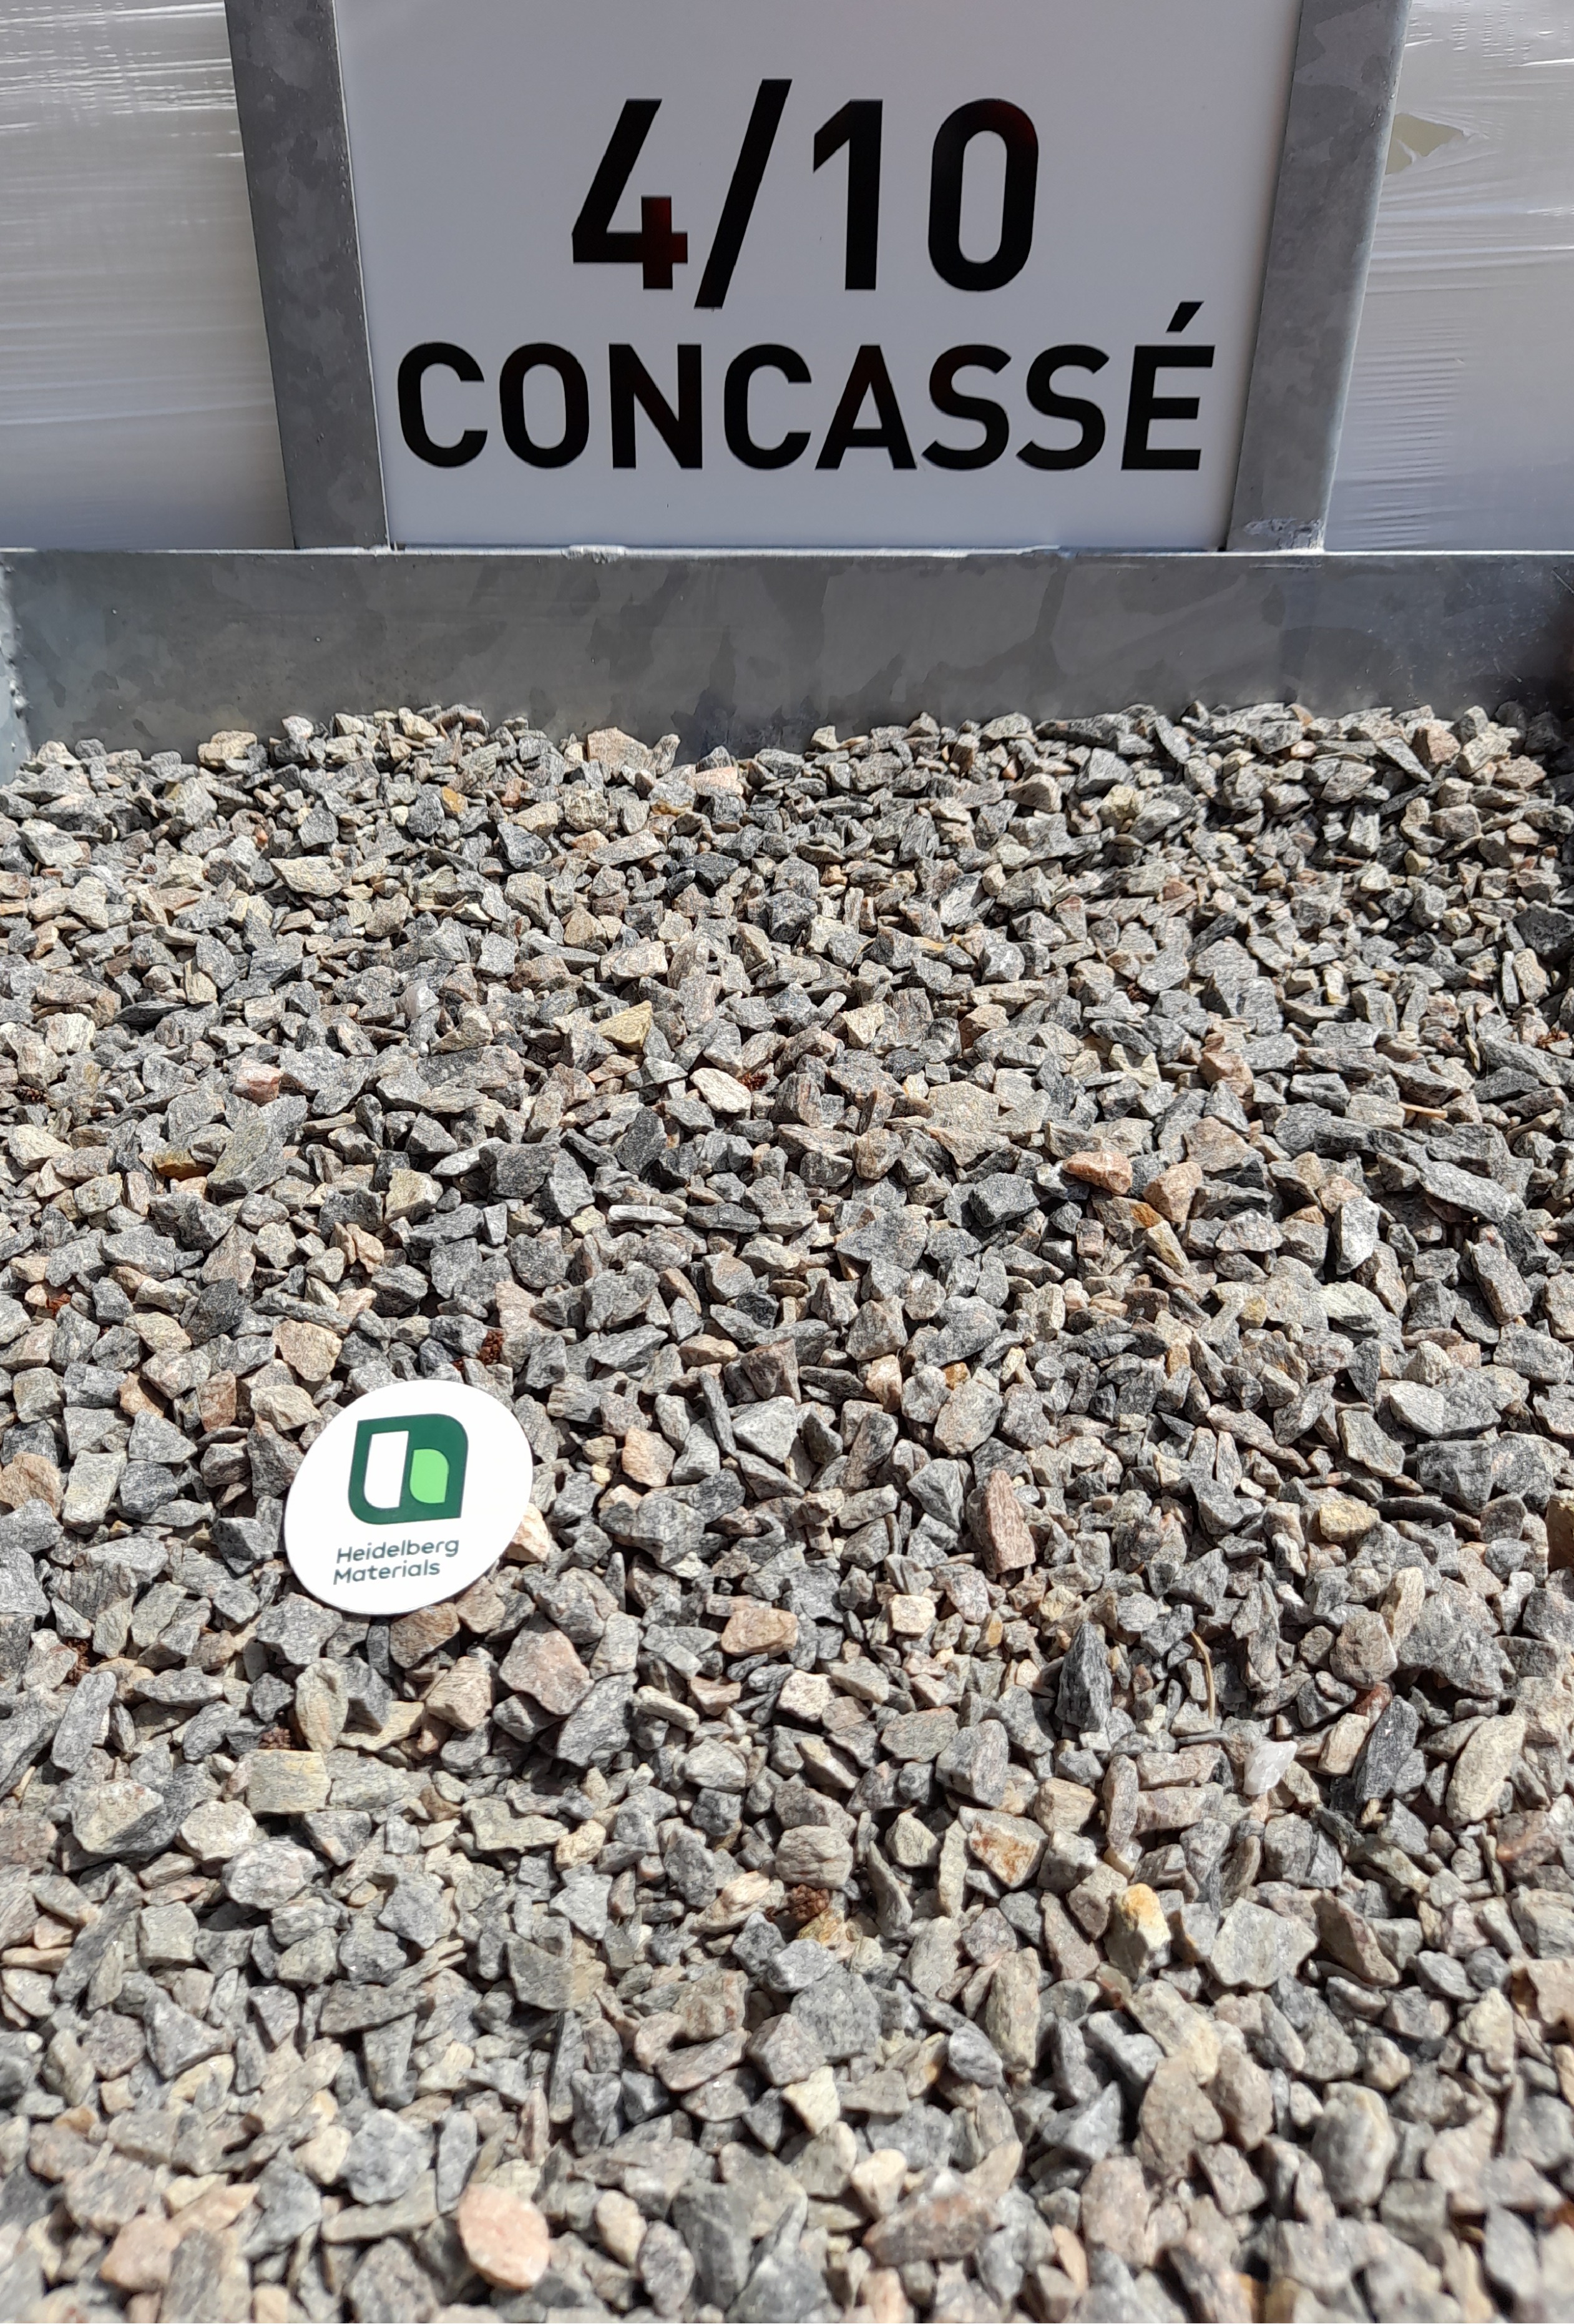 4/10
CONCASSÉ
Heidelberg
Materials